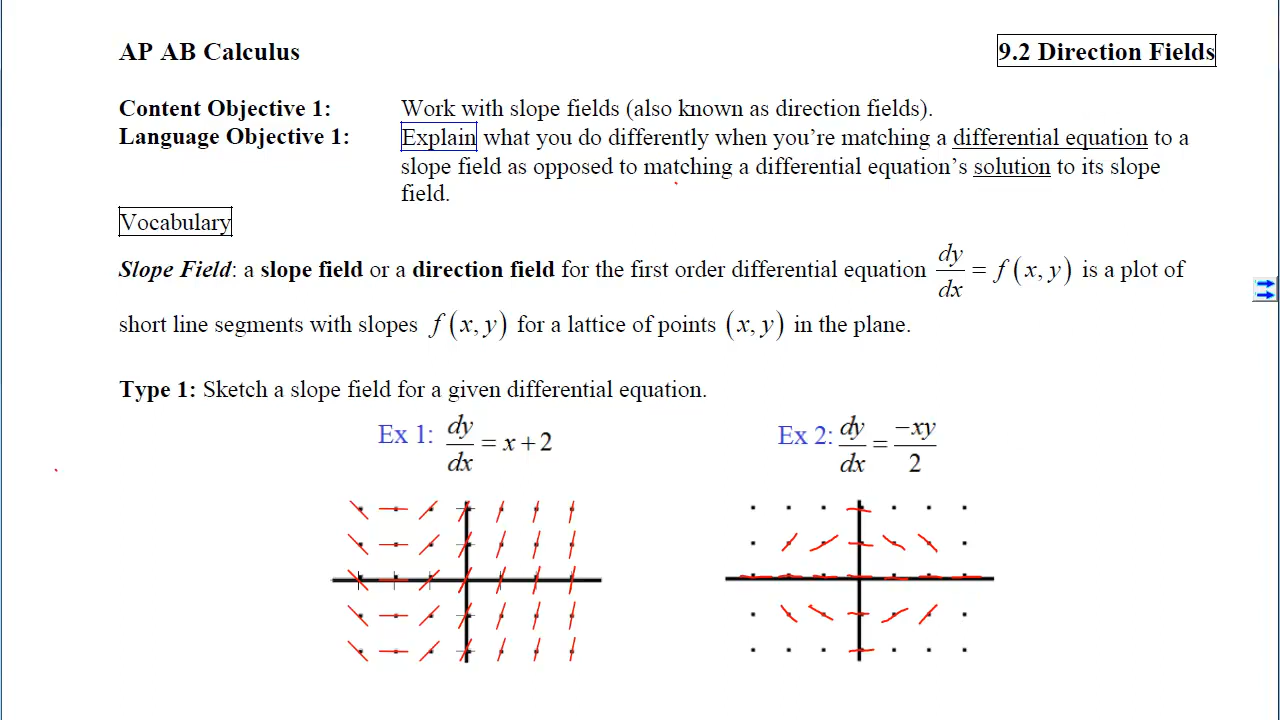 AP AB Calculus 9.2 Direction Fields
Content Objective 1: Work with slope fields (also known as direction fields).
Language Objective 1: Explain what you do differently when you’re matching a differential equation to a
slope field as opposed to matching a differential equation’s solution to its slope
field.
Vocabulary
Slope Field: a slope field or a direction field for the first order differential equation dy/dx = f(x, y) is a plot of
short line segments with slopes f(x, y) for a lattice of points (x, y) in the plane.
Type 1: Sketch a slope field for a given differential equation.
Ex 1: dy/dx = x + 2 Ex 2: dy/dx = -xy/2